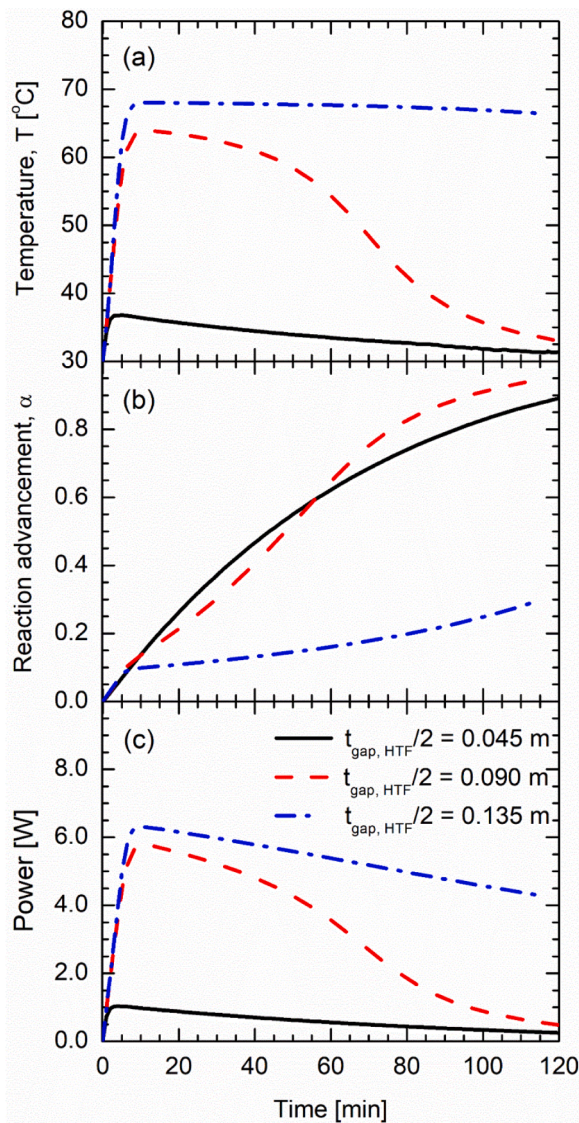 80
70
60
50
40
30
Temperature, T [°C]
(a)
0.8
0.6
0.4
0.2
0.0
Reaction advancement, α
(b)
8.0
6.0
4.0
2.0
0.0
Power [W]
(c)
t_gap, HTF/2 = 0.045 m
t_gap, HTF/2 = 0.090 m
t_gap, HTF/2 = 0.135 m
0 20 40 60 80 100 120
Time [min]